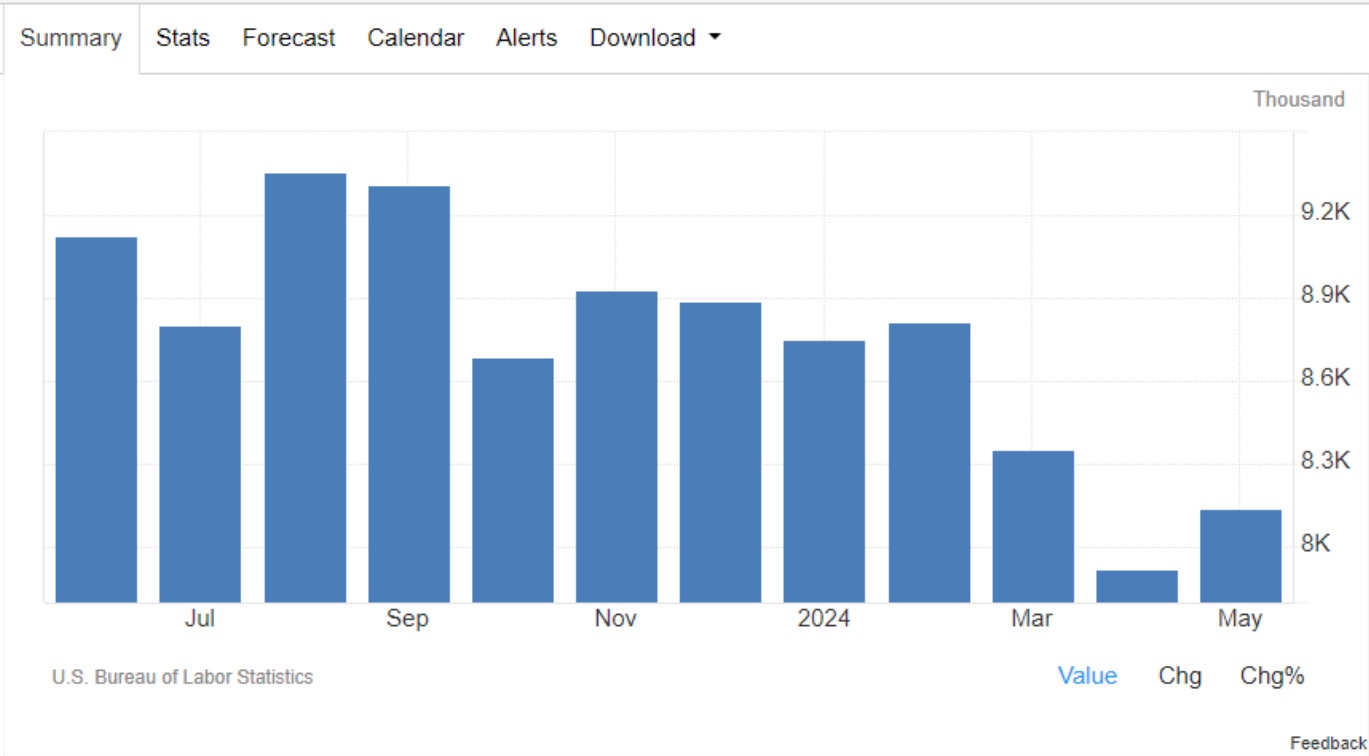 Summary Stats Forecast Calendar Alerts Download
Thousand
9.2K
8.9K
8.6K
8.3K
8K
Jul Sep Nov 2024 Mar May
U.S. Bureau of Labor Statistics
Value Chg Chg%
Feedback